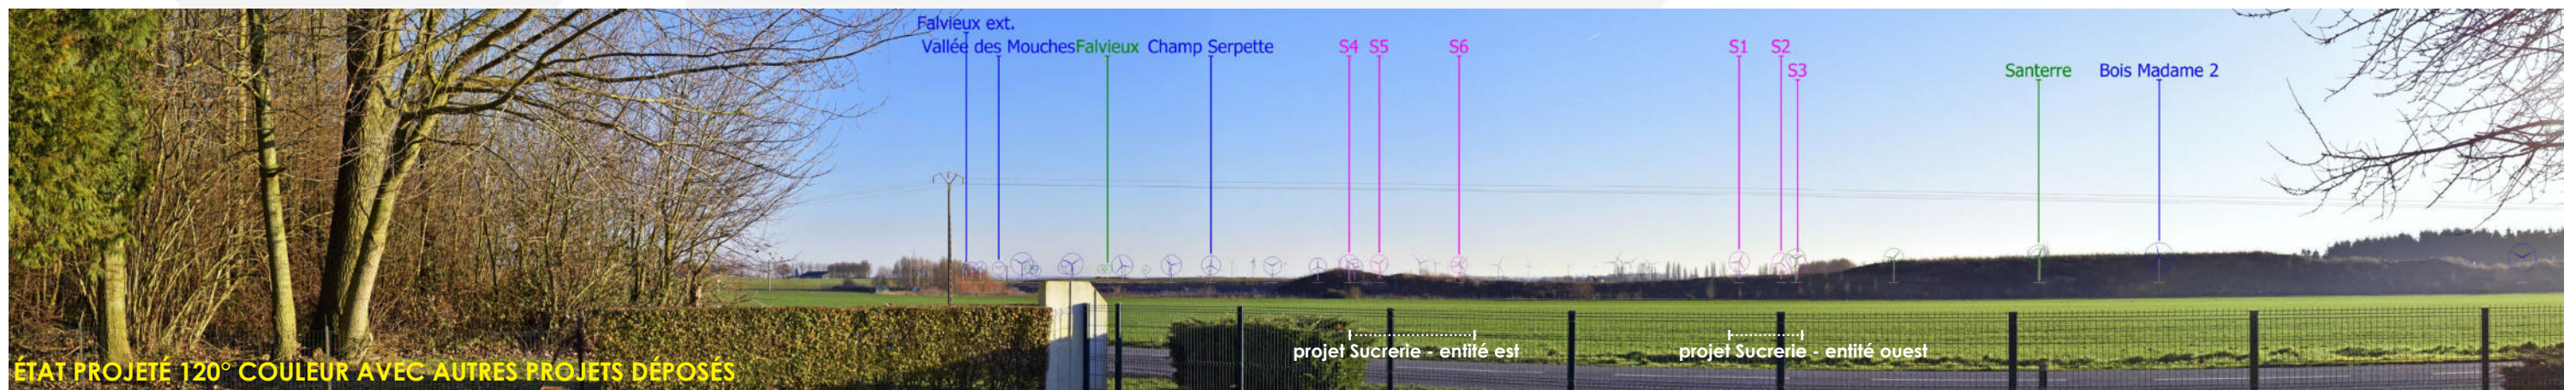 Falvieux ext.
Vallée des Mouches Falvieux Champ Serpette S4 S5 S6 S1 S2
S3 Santerre Bois Madame 2
projet Sucrerie - entité est projet Sucrerie - entité ouest
ÉTAT PROJETÉ 120° COULEUR AVEC AUTRES PROJETS DÉPOSÉS